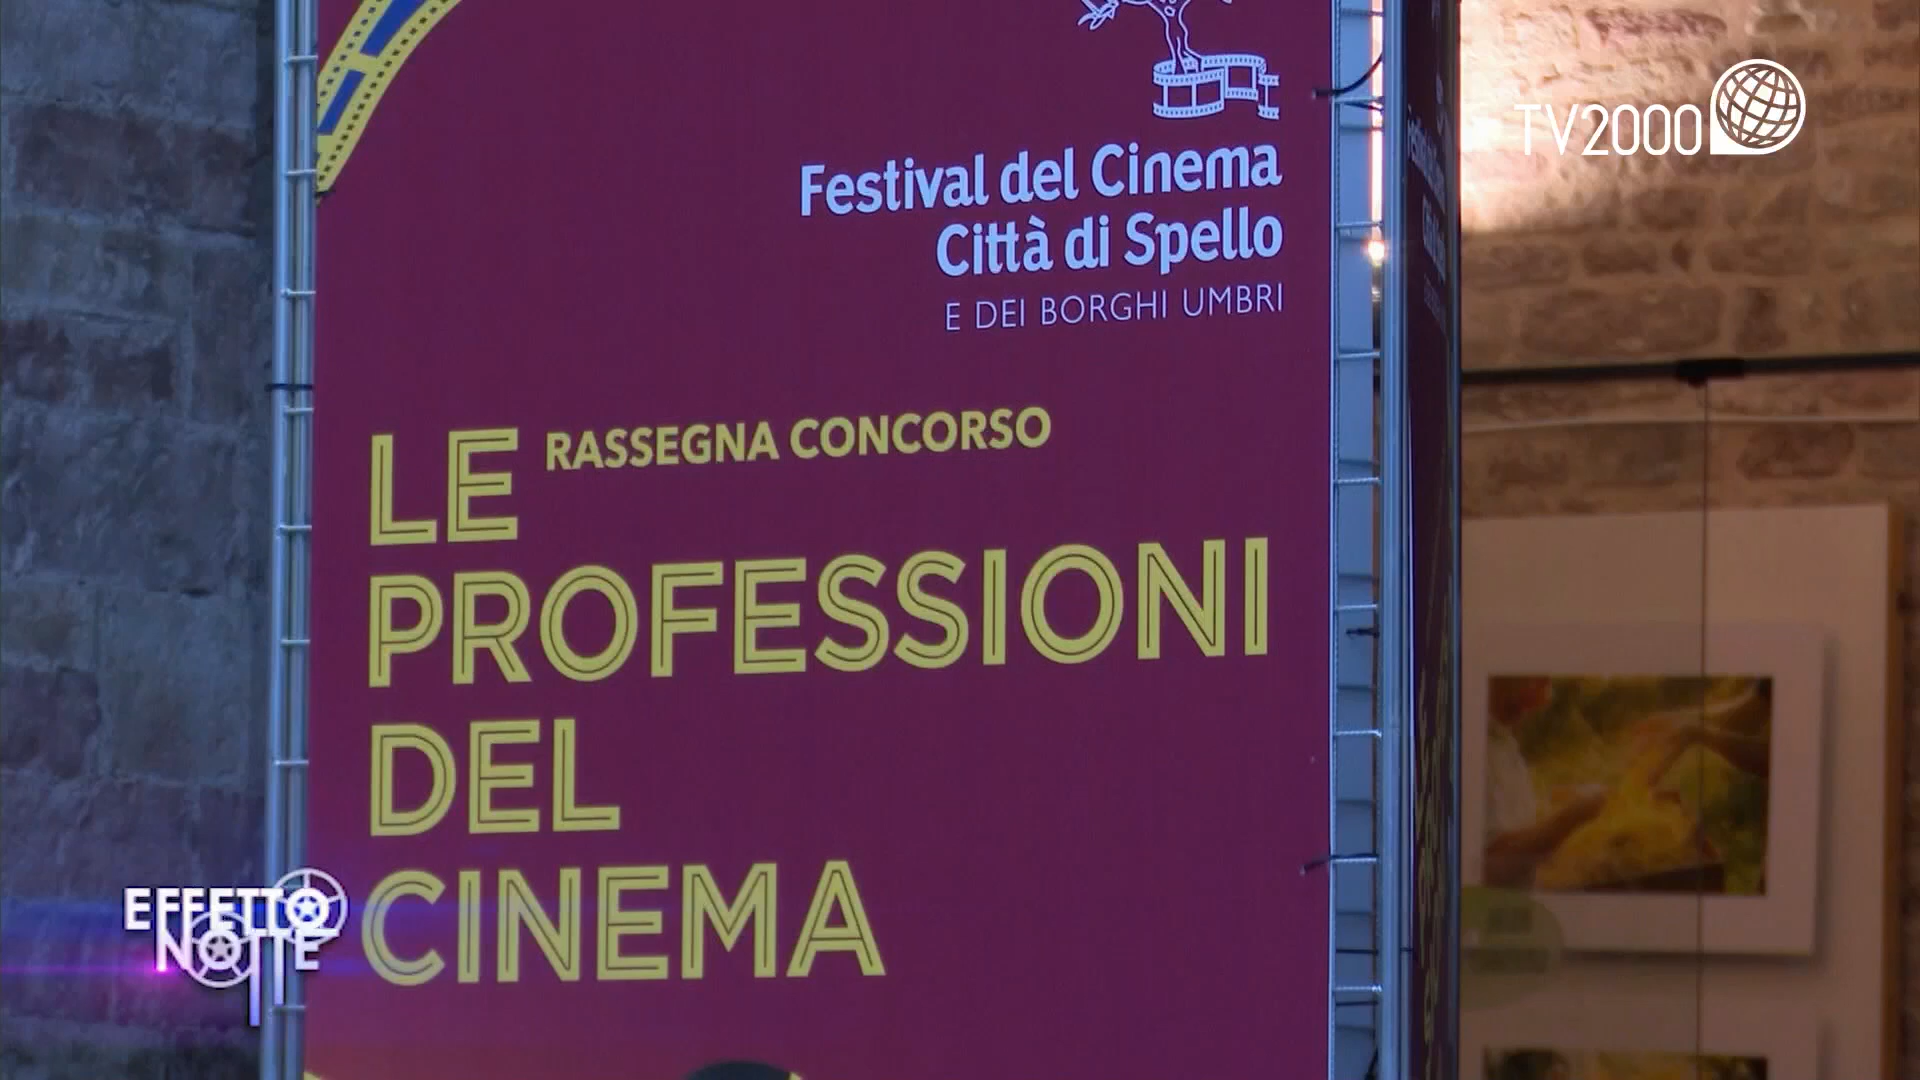 TV2000
Festival del Cinema
Città di Spello
E DEI BORGHI UMBRI
RASSEGNA CONCORSO
LE
PROFESSIONI
DEL
CINEMA
EFFETTO
NOTTE